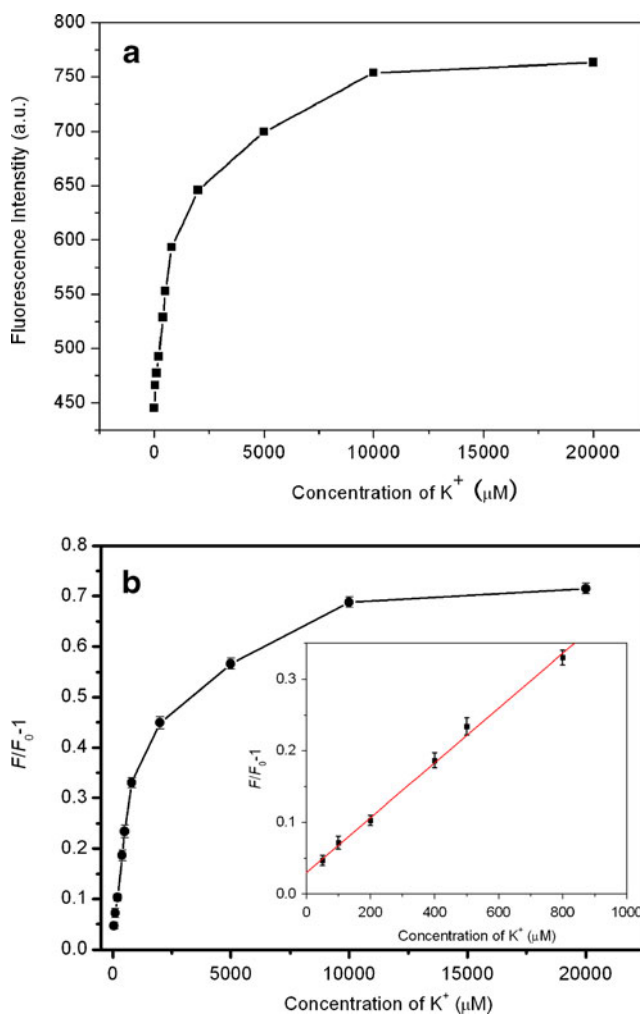 a
800
750
700
650
600
550
500
450
Fluorescence Intenstity (a.u.)
0 5000 10000 15000 20000
Concentration of K+ (μM)
b
0.8
0.7
0.6
0.5
0.4
0.3
0.2
0.1
0.0
F/F0-1
0.3
0.2
0.1
0.0
F/F0-1
0 200 400 600 800 1000
Concentration of K+ (μM)
0 5000 10000 15000 20000
Concentration of K+ (μM)